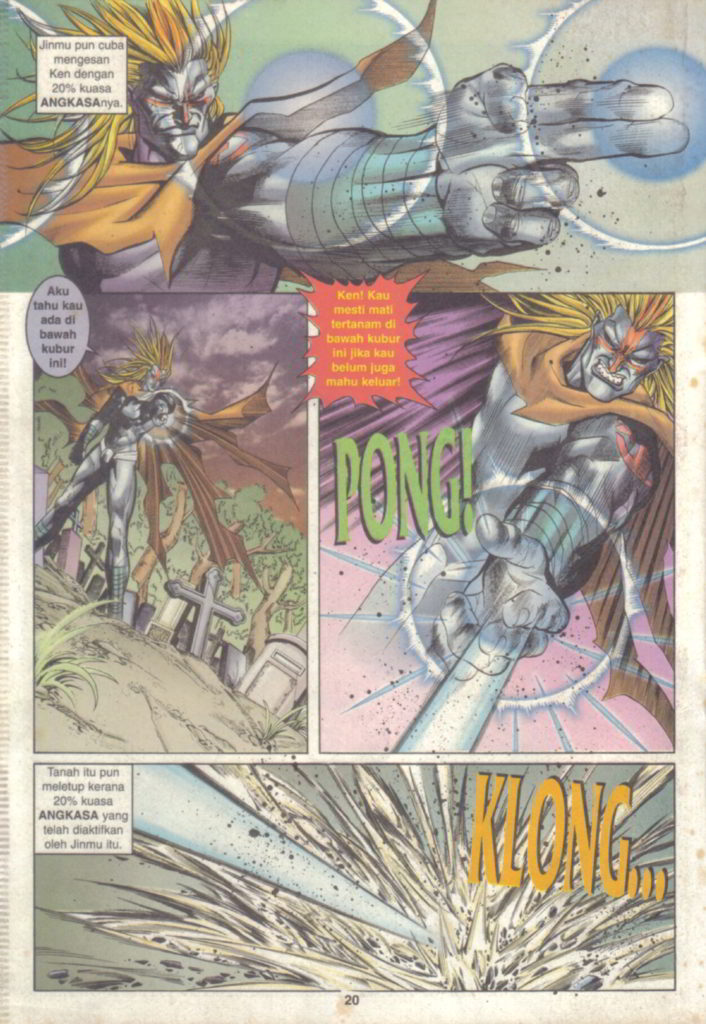 Jinmu pun cuba
mengesan
Ken dengan
20% kuasa
ANGKASAnya.
Aku
tahu kau
ada di
bawah
kubur
ini!
Ken! Kau
mesti mati
tertanam di
bawah kubur
ini jika kau
belum juga
mahu keluar!
PONG!
Tanah itu pun
meletup kerana
20% kuasa
ANGKASA yang
telah diaktifkan
oleh Jinmu itu.
KLONG...
20